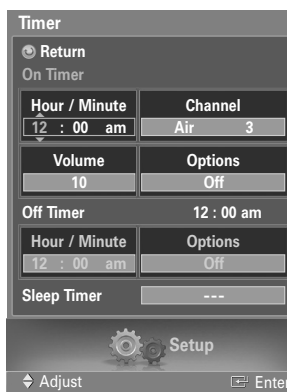 Timer
Return
On Timer
Hour / Minute Channel
12 : 00 am Air 3
Volume Options
10 Off
Off Timer 12 : 00 am
Hour / Minute Options
12 : 00 am Off
Sleep Timer ---
Setup
Adjust Enter